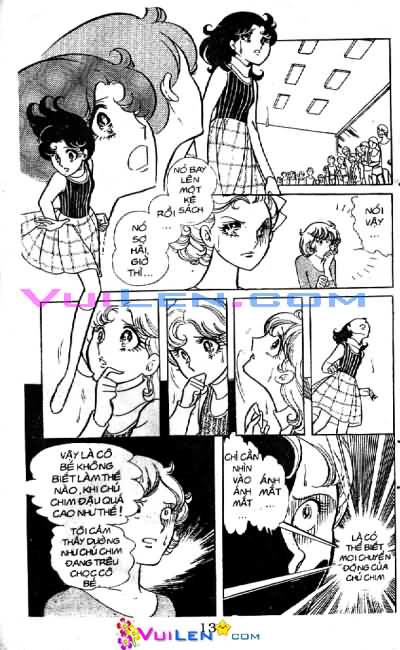 NÓ BAY
LÊN
MỘT
KỆ
SÁCH
RỒI
...
NÓ
SỢ
HÃI,
GIỜ
THÌ...
NÓI
VẬY
...
VUILEN.COM
VẬY LÀ CÔ
BÉ KHÔNG
BIẾT LÀM THẾ
NÀO, KHI CHÚ
CHIM ĐẬU QUÁ
CAO NHƯ THẾ!
TÔI CẢM
THẤY DƯỜNG
NHƯ CHÚ CHIM
ĐANG TRÊU
CHỌC CÔ
BÉ
CHỈ CẦN
NHÌN
VÀO
ÁNH
MẮT
...
ÁNH
MẮT
...
LÀ CÓ
THỂ BIẾT
MỌI CHUYỂN
ĐỘNG CỦA
CHÚ CHIM
13
VUILEN.COM